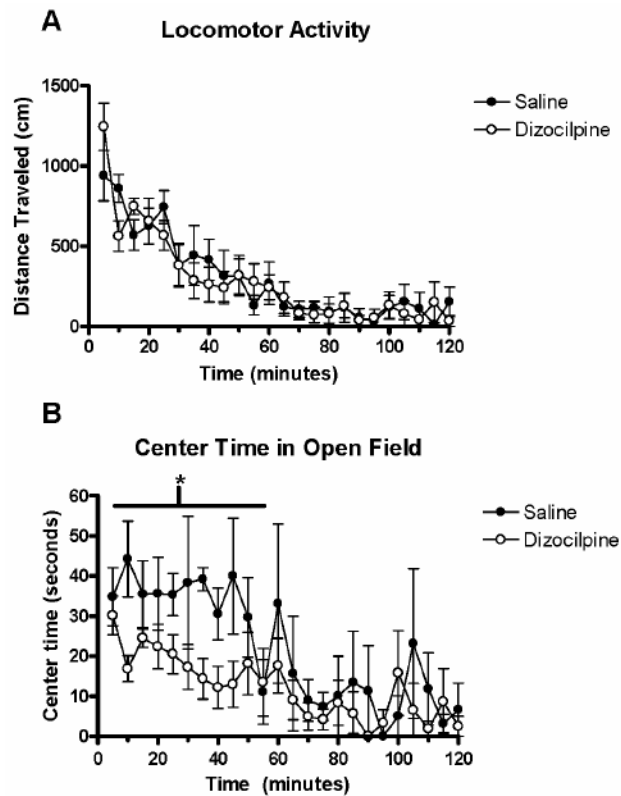 A
Locomotor Activity
1500
1000
500
0
Distance Traveled (cm)
Saline
Dizocilpine
0 20 40 60 80 100 120
Time (minutes)
B
Center Time in Open Field
*
60
50
40
30
20
10
0
Center time (seconds)
Saline
Dizocilpine
0 20 40 60 80 100 120
Time (minutes)